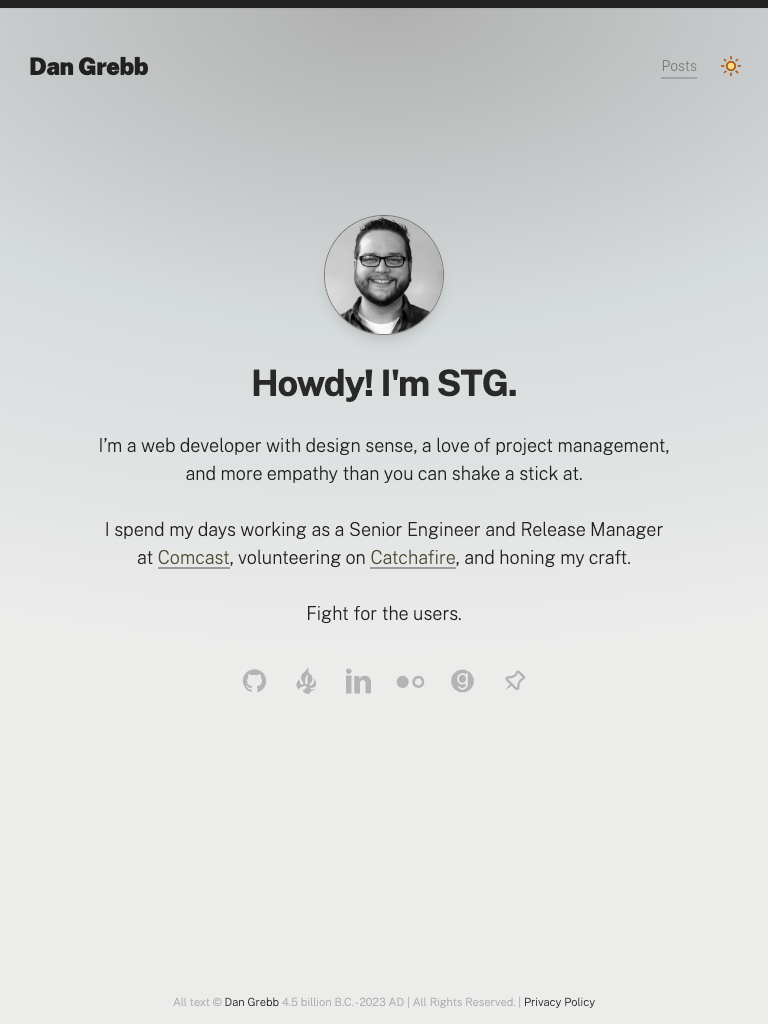 Dan Grebb
Posts
Howdy! I'm STG.
I’m a web developer with design sense, a love of project management,
and more empathy than you can shake a stick at.
I spend my days working as a Senior Engineer and Release Manager
at Comcast, volunteering on Catchafire, and honing my craft.
Fight for the users.
All text © Dan Grebb 4.5 billion B.C.-2023 AD | All Rights Reserved. | Privacy Policy